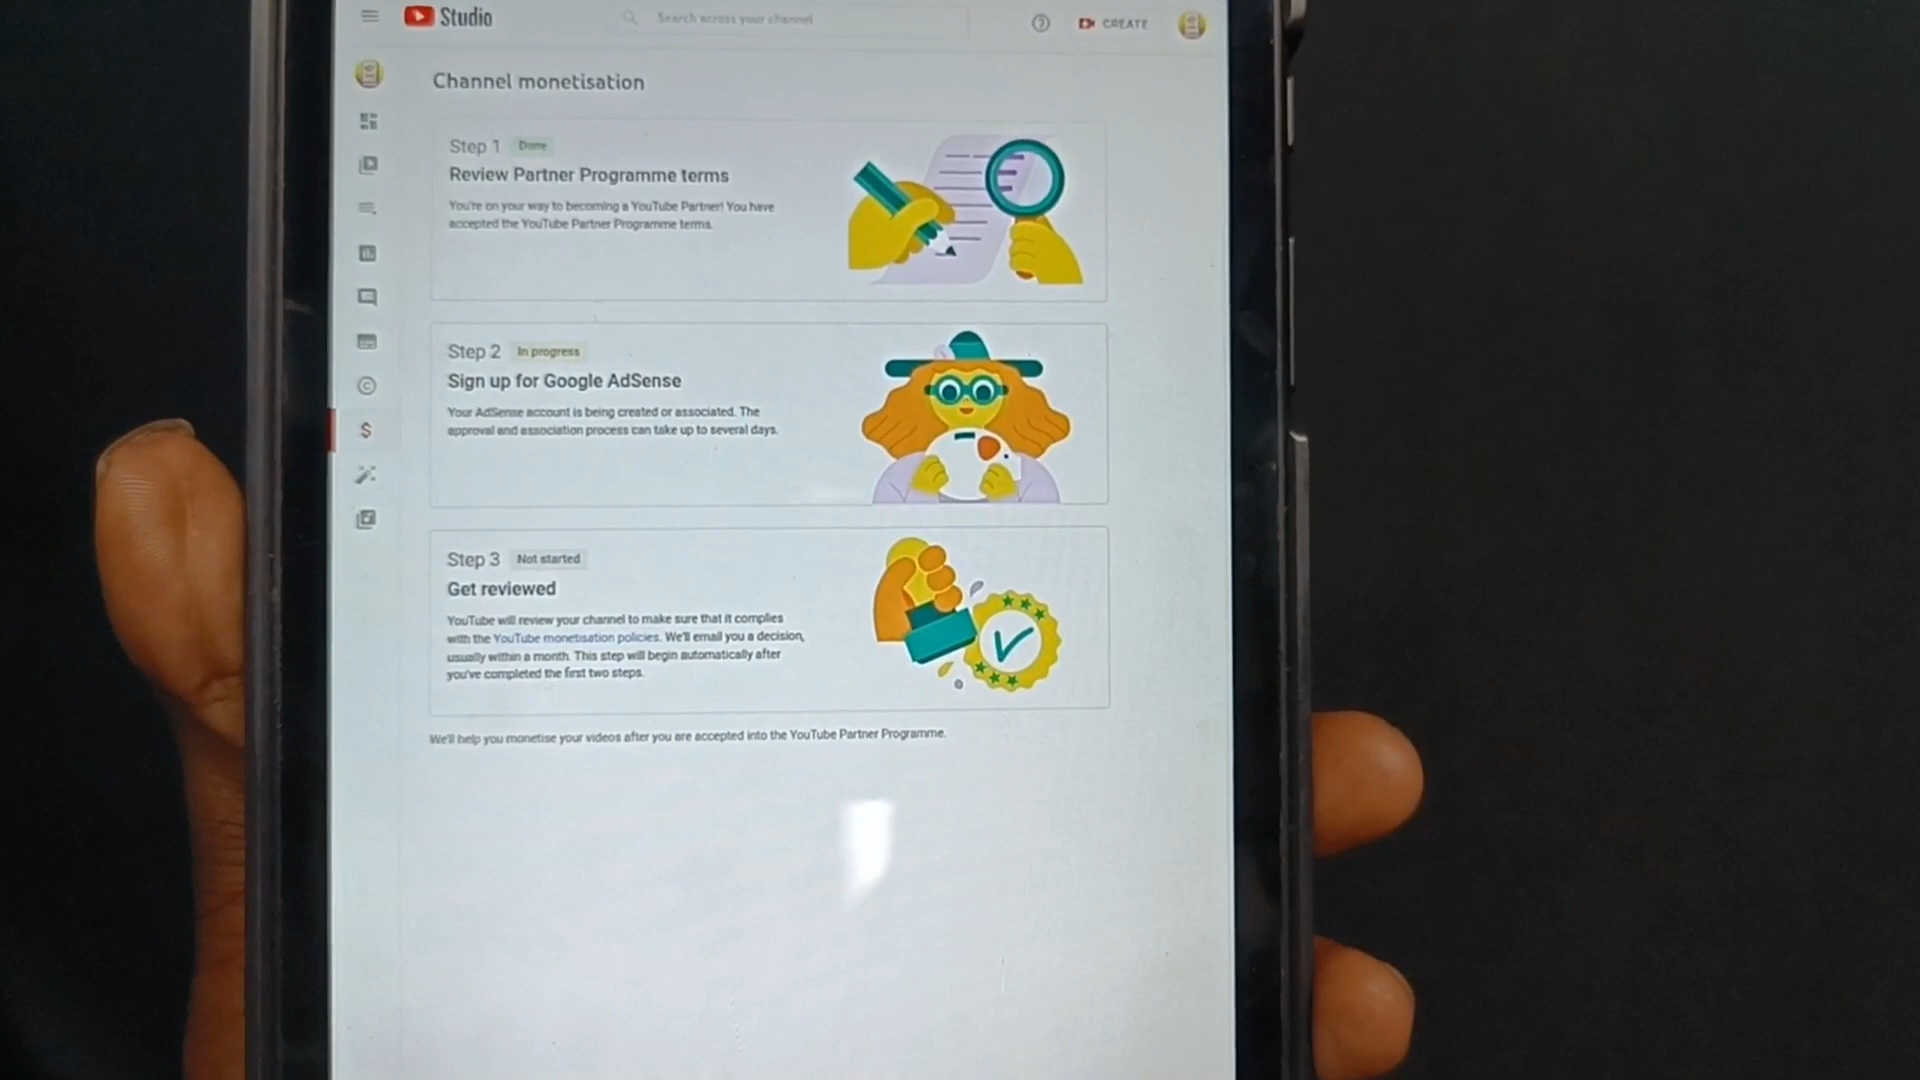 Studio
Search across your channel
CREATE
Channel monetisation
Step 1 Done
Review Partner Programme terms
You're on your way to becoming a YouTube Partner! You have
accepted the YouTube Partner Programme terms.
Step 2 In progress
Sign up for Google AdSense
Your AdSense account is being created or associated. The
approval and association process can take up to several days.
Step 3 Not started
Get reviewed
YouTube will review your channel to make sure that it complies
with the YouTube monetisation policies. We'll email you a decision,
usually within a month. This step will begin automatically after
you've completed the first two steps.
We'll help you monetise your videos after you are accepted into the YouTube Partner Programme.